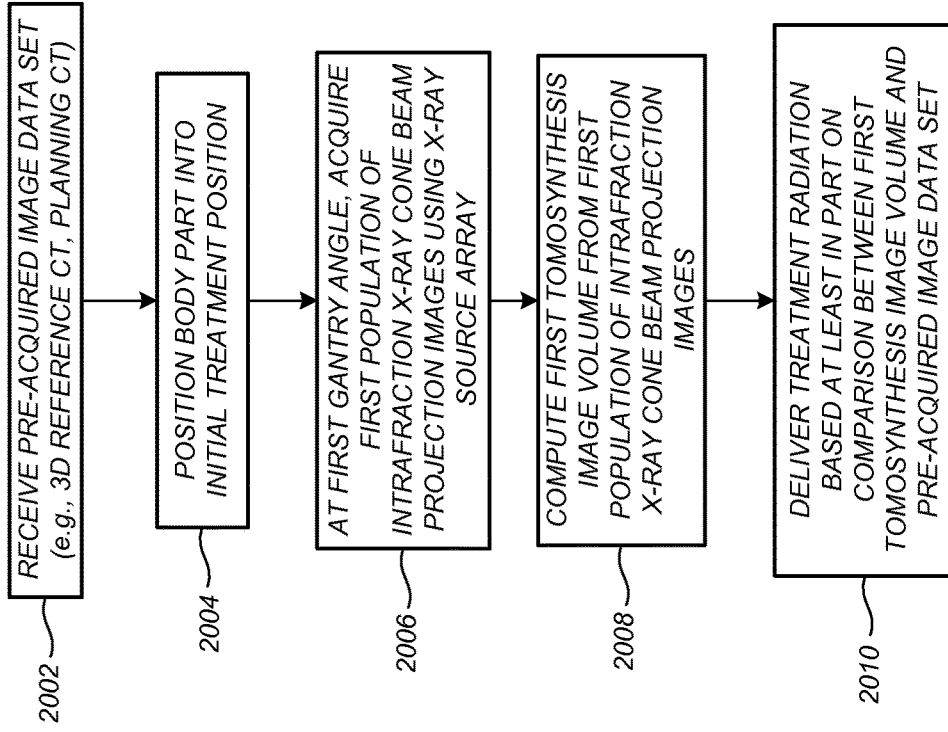 RECEIVE PRE-ACQUIRED IMAGE DATA SET
(e.g., 3D REFERENCE CT, PLANNING CT)
2002
POSITION BODY PART INTO
INITIAL TREATMENT POSITION
2004
AT FIRST GANTRY ANGLE, ACQUIRE
FIRST POPULATION OF
INTRAFRACTION X-RAY CONE BEAM
PROJECTION IMAGES USING X-RAY
SOURCE ARRAY
2006
COMPUTE FIRST TOMOSYNTHESIS
IMAGE VOLUME FROM FIRST
POPULATION OF INTRAFRACTION
X-RAY CONE BEAM PROJECTION
IMAGES
2008
DELIVER TREATMENT RADIATION
BASED AT LEAST IN PART ON
COMPARISON BETWEEN FIRST
TOMOSYNTHESIS IMAGE VOLUME AND
PRE-ACQUIRED IMAGE DATA SET
2010